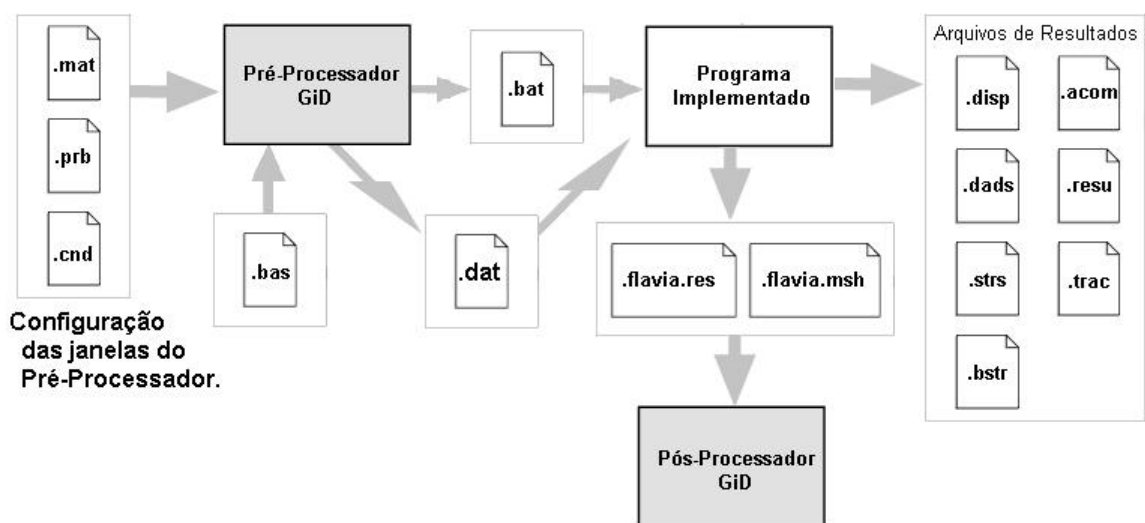 .mat
.prb
.cnd
Configuração
das janelas do
Pré-Processador.
Pré-Processador
GiD
.bas
.bat
.dat
Programa
Implementado
.flavia.res
.flavia.msh
Pós-Processador
GiD
Arquivos de Resultados
.disp
.acom
.dads
.resu
.strs
.trac
.bstr